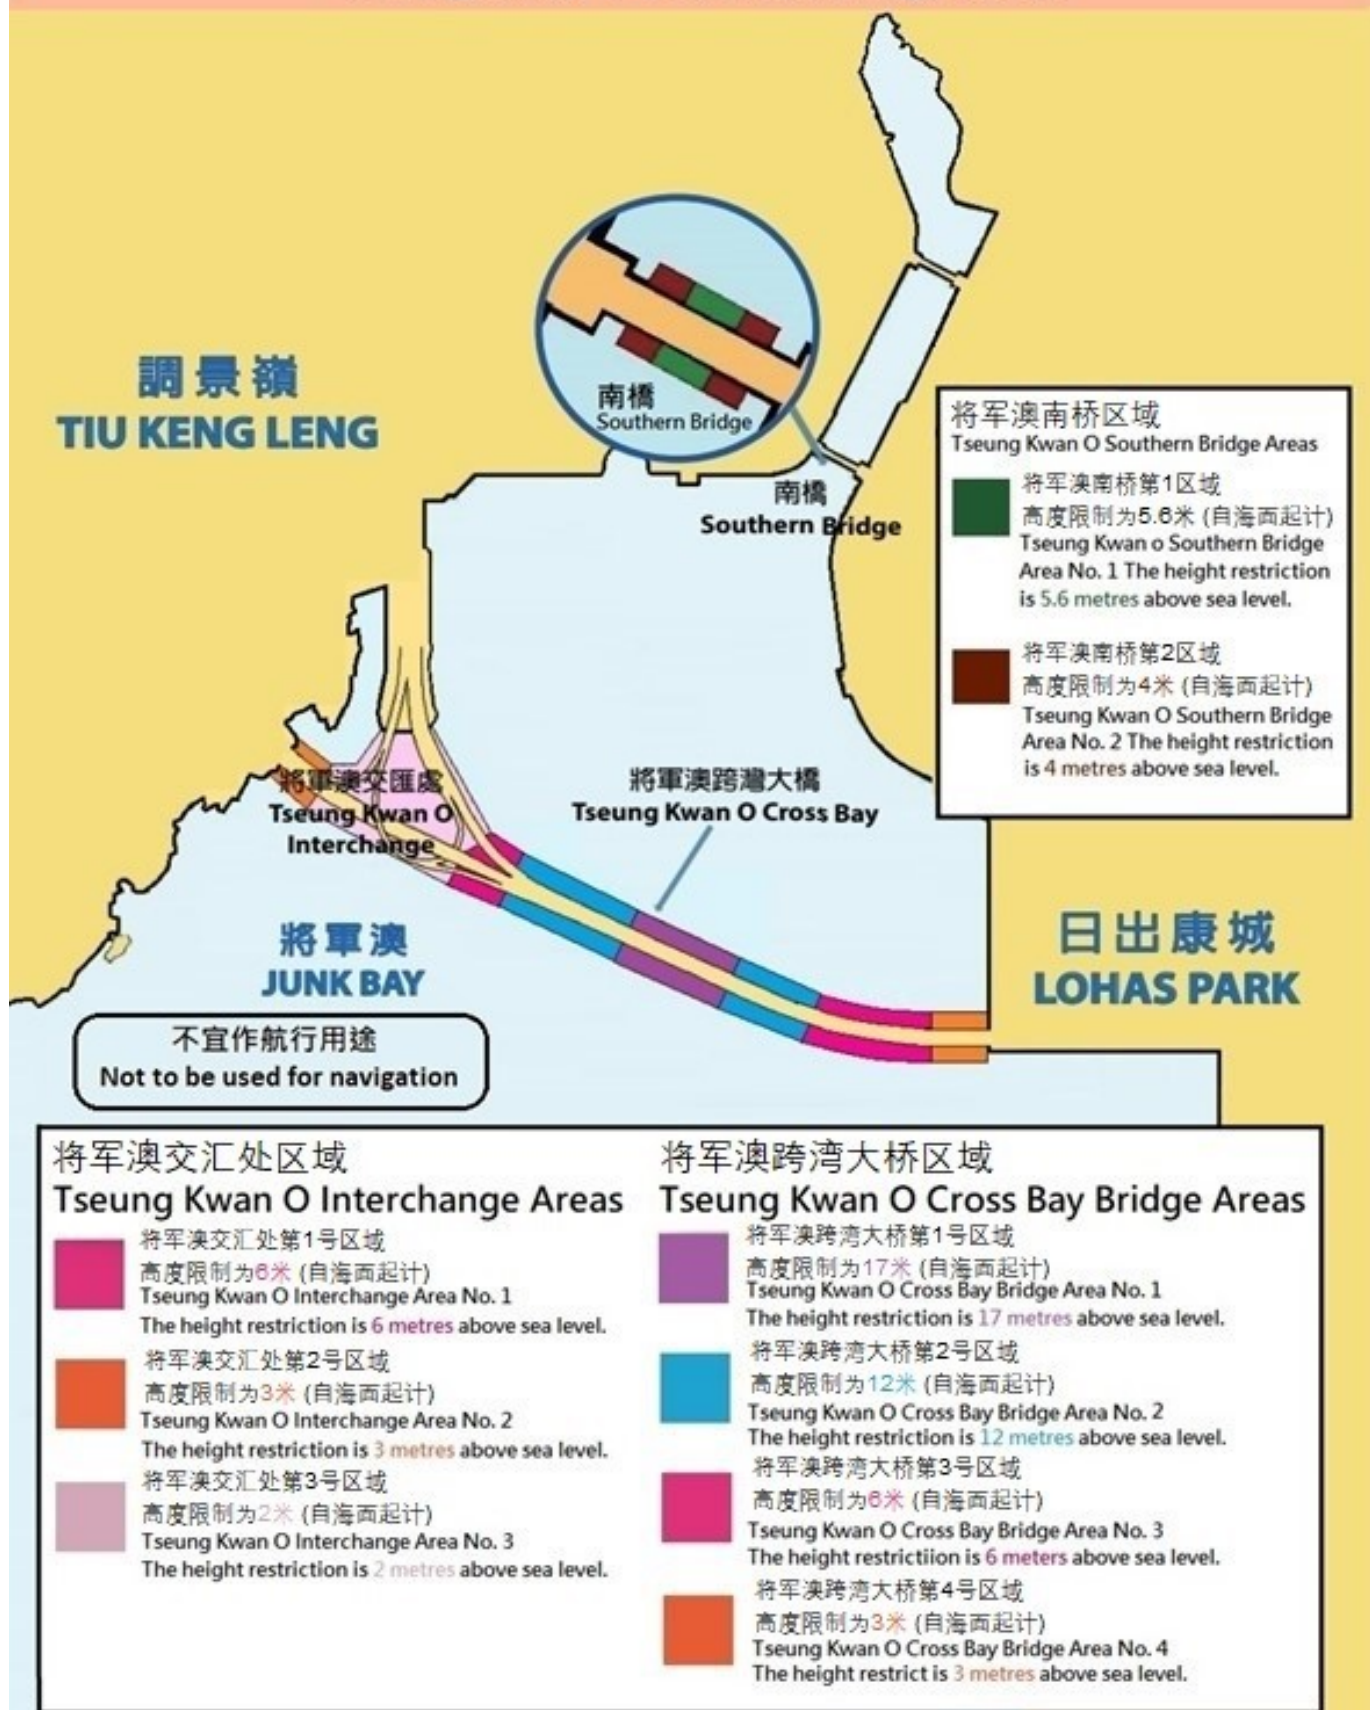 南橋
Southern Bridge
調景嶺
TIU KENG LENG
南橋
Southern Bridge
将军澳南桥区域
Tseung Kwan O Southern Bridge Areas
将军澳南桥第1区域
高度限制为5.6米 (自海面起计)
Tseung Kwan o Southern Bridge
Area No. 1 The height restriction
is 5.6 metres above sea level.
将军澳南桥第2区域
高度限制为4米 (自海面起计)
Tseung Kwan O Southern Bridge
Area No. 2 The height restriction
is 4 metres above sea level.
將軍澳交匯處
Tseung Kwan O
Interchange
將軍澳跨灣大橋
Tseung Kwan O Cross Bay
將軍澳
JUNK BAY
日出康城
LOHAS PARK
不宜作航行用途
Not to be used for navigation
将军澳交汇处区域
Tseung Kwan O Interchange Areas
将军澳交汇处第1号区域
高度限制为6米 (自海面起计)
Tseung Kwan O Interchange Area No. 1
The height restriction is 6 metres above sea level.
将军澳交汇处第2号区域
高度限制为3米 (自海面起计)
Tseung Kwan O Interchange Area No. 2
The height restriction is 3 metres above sea level.
将军澳交汇处第3号区域
高度限制为2米 (自海面起计)
Tseung Kwan O Interchange Area No. 3
The height restriction is 2 metres above sea level.
将军澳跨湾大桥区域
Tseung Kwan O Cross Bay Bridge Areas
将军澳跨湾大桥第1号区域
高度限制为17米 (自海面起计)
Tseung Kwan O Cross Bay Bridge Area No. 1
The height restriction is 17 metres above sea level.
将军澳跨湾大桥第2号区域
高度限制为12米 (自海面起计)
Tseung Kwan O Cross Bay Bridge Area No. 2
The height restriction is 12 metres above sea level.
将军澳跨湾大桥第3号区域
高度限制为6米 (自海面起计)
Tseung Kwan O Cross Bay Bridge Area No. 3
The height restrictiion is 6 meters above sea level.
将军澳跨湾大桥第4号区域
高度限制为3米 (自海面起计)
Tseung Kwan O Cross Bay Bridge Area No. 4
The height restrict is 3 metres above sea level.